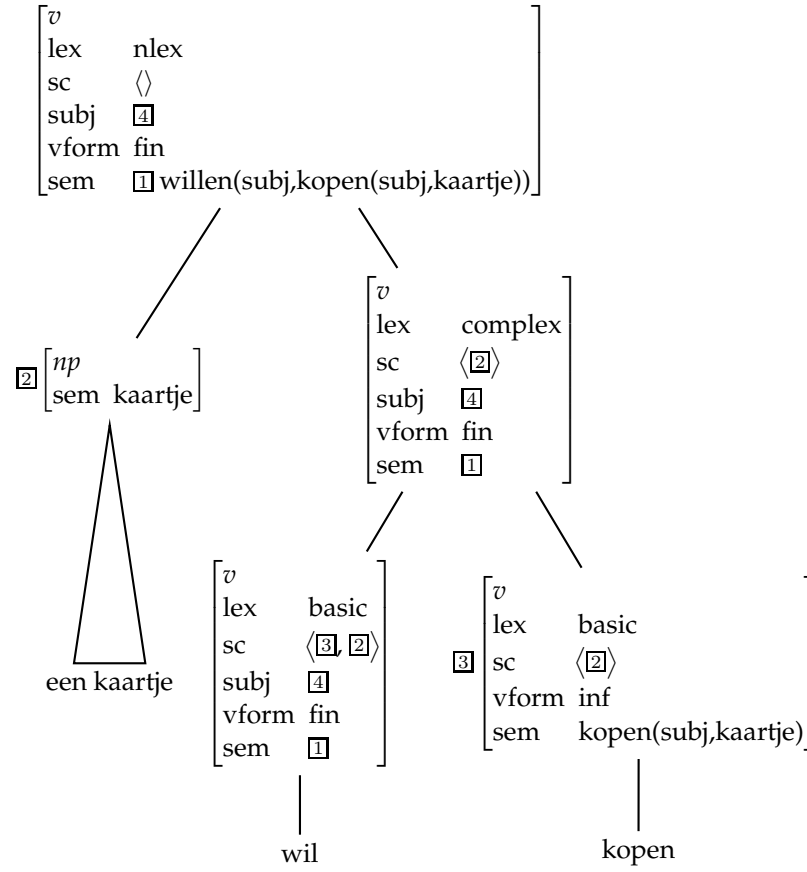 v
lex nlex
sc ⟨⟩
subj 4
vform fin
sem 1 willen(subj,kopen(subj,kaartje))
2 np
sem kaartje
v
lex complex
sc ⟨2⟩
subj 4
vform fin
sem 1
een kaartje
v
lex basic
sc ⟨3, 2⟩
subj 4
vform fin
sem 1
3
v
lex basic
sc ⟨2⟩
vform inf
sem kopen(subj,kaartje)
wil
kopen